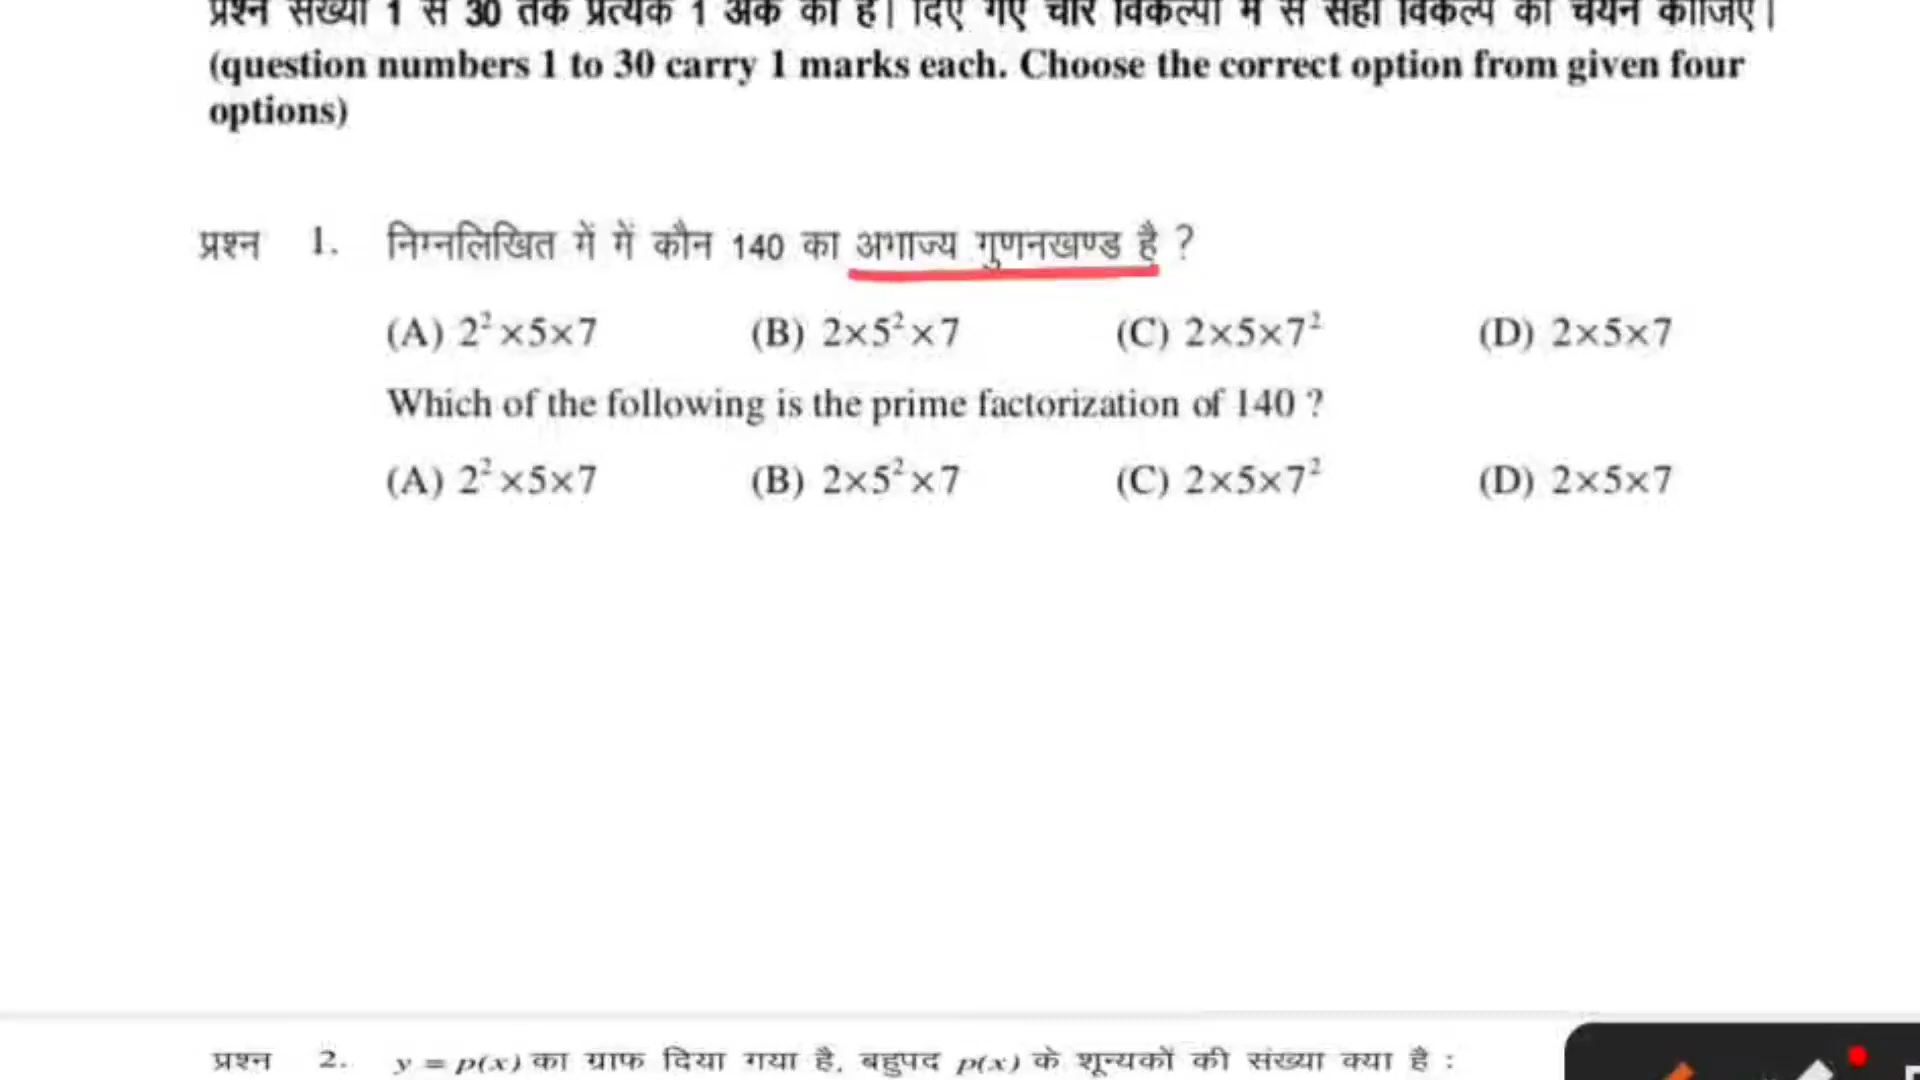 प्रश्न संख्या 1 से 30 तक प्रत्येक 1 अंक का है। दिए गए चार विकल्पों में से सही विकल्प का चयन कीजिए।
(question numbers 1 to 30 carry 1 marks each. Choose the correct option from given four
options)
प्रश्न 1. निम्नलिखित में में कौन 140 का अभाज्य गुणनखण्ड है ?
(A) 2²×5×7 (B) 2×5²×7 (C) 2×5×7² (D) 2×5×7
Which of the following is the prime factorization of 140 ?
(A) 2²×5×7 (B) 2×5²×7 (C) 2×5×7² (D) 2×5×7
प्रश्न 2. y = p(x) का ग्राफ दिया गया है, बहुपद p(x) के शून्यकों की संख्या क्या है :